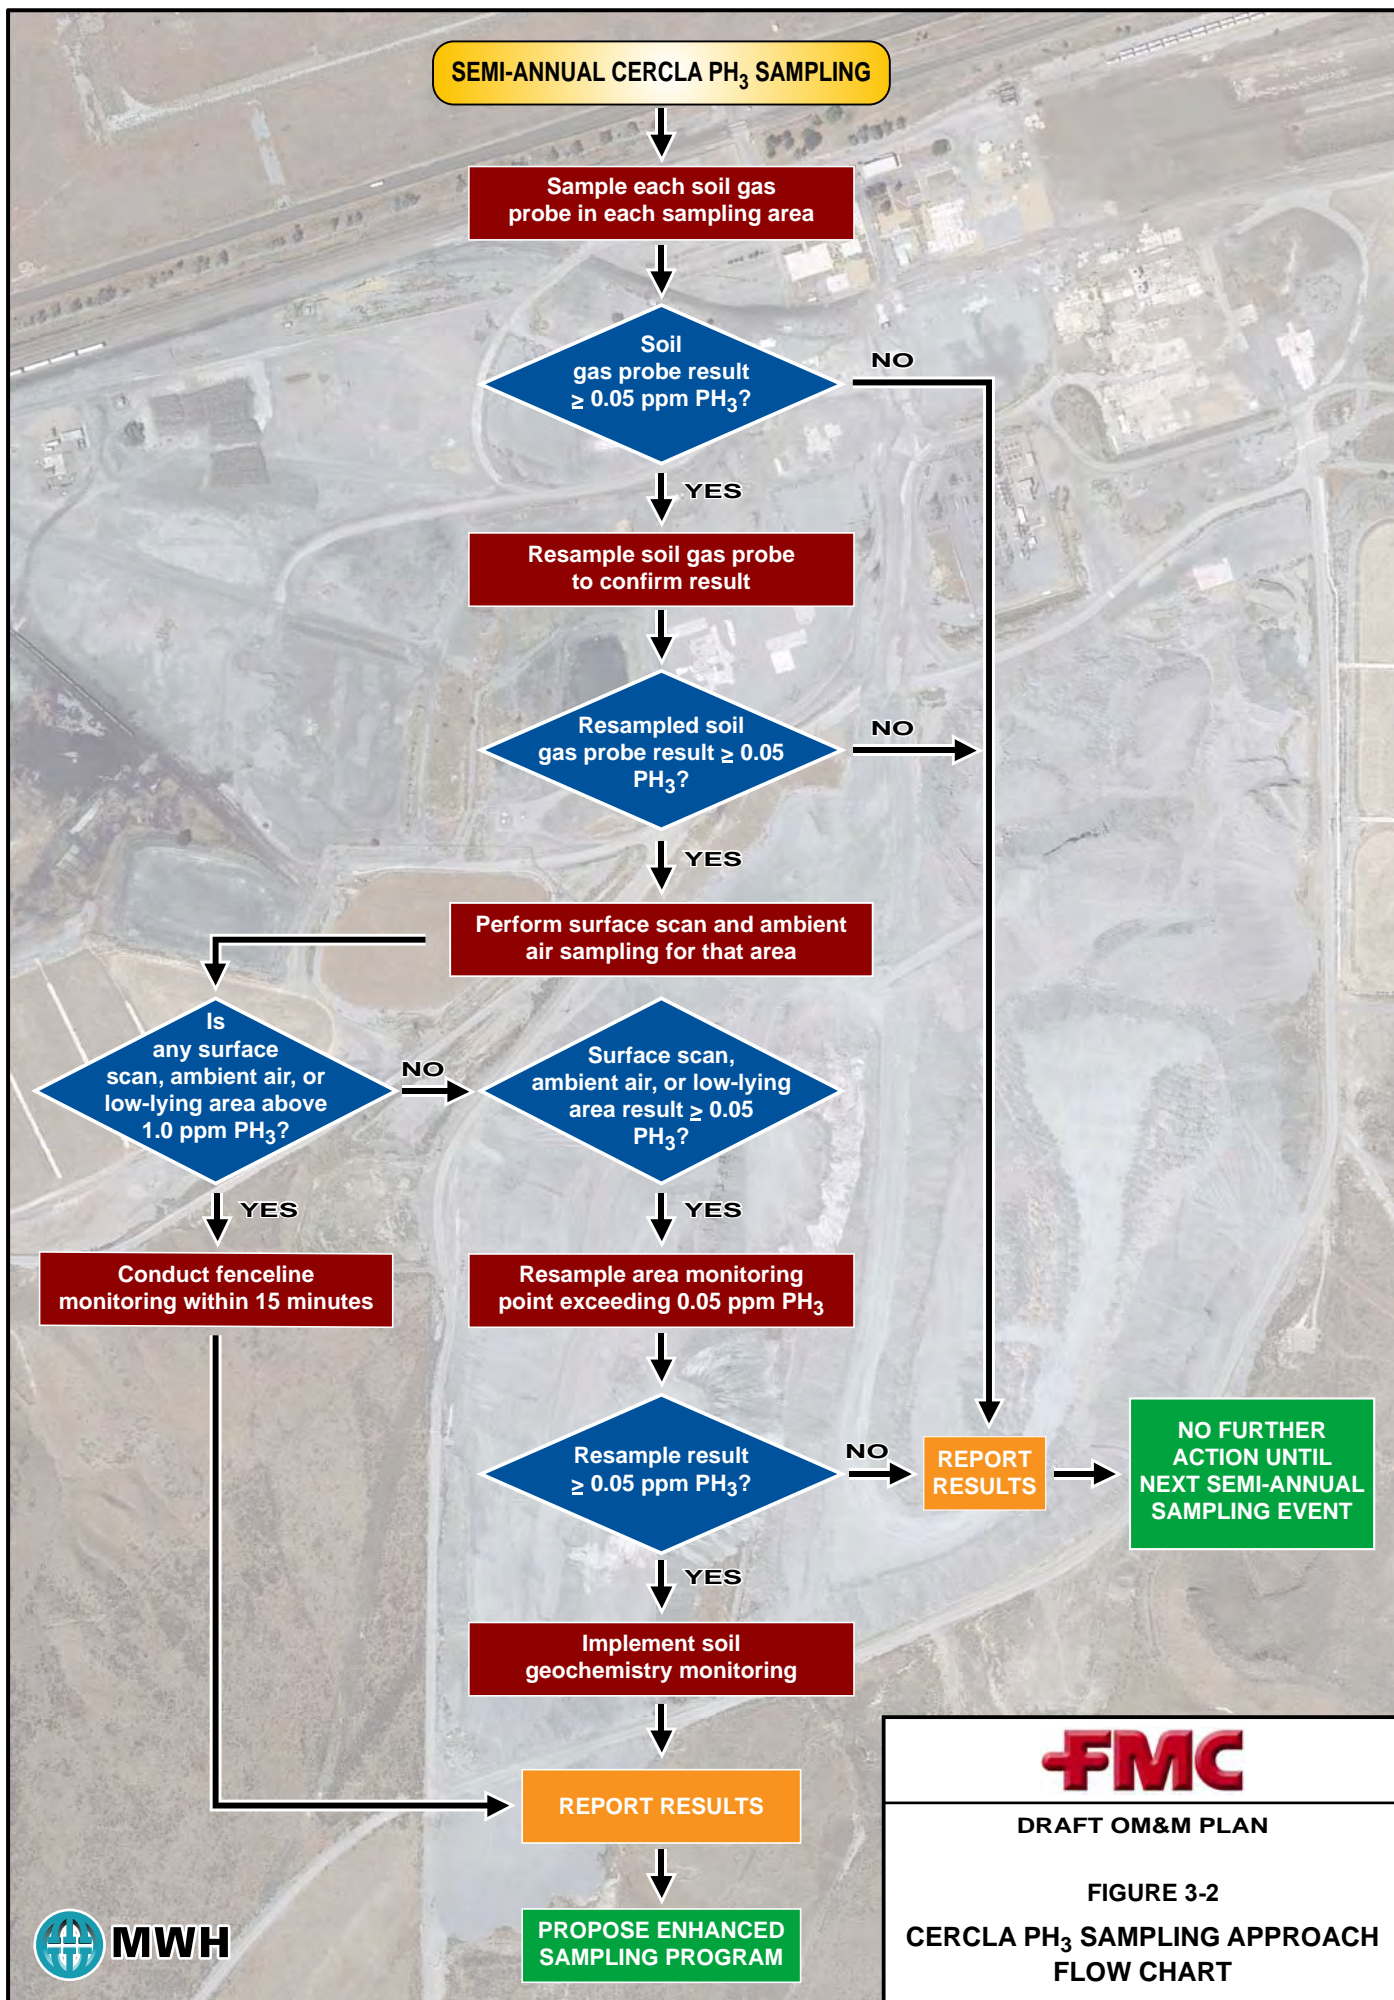 SEMI-ANNUAL CERCLA PH₃ SAMPLING
Sample each soil gas
probe in each sampling area
Soil
gas probe result
≥ 0.05 ppm PH₃?
NO
YES
Resample soil gas probe
to confirm result
Resampled soil
gas probe result ≥ 0.05
PH₃?
NO
YES
Perform surface scan and ambient
air sampling for that area
Is
any surface
scan, ambient air, or
low-lying area above
1.0 ppm PH₃?
NO
Surface scan,
ambient air, or low-lying
area result ≥ 0.05
PH₃?
YES
YES
Conduct fenceline
monitoring within 15 minutes
Resample area monitoring
point exceeding 0.05 ppm PH₃
Resample result
≥ 0.05 ppm PH₃?
NO
REPORT
RESULTS
NO FURTHER
ACTION UNTIL
NEXT SEMI-ANNUAL
SAMPLING EVENT
YES
Implement soil
geochemistry monitoring
REPORT RESULTS
PROPOSE ENHANCED
SAMPLING PROGRAM
MWH
FMC
DRAFT OM&M PLAN
FIGURE 3-2
CERCLA PH₃ SAMPLING APPROACH
FLOW CHART